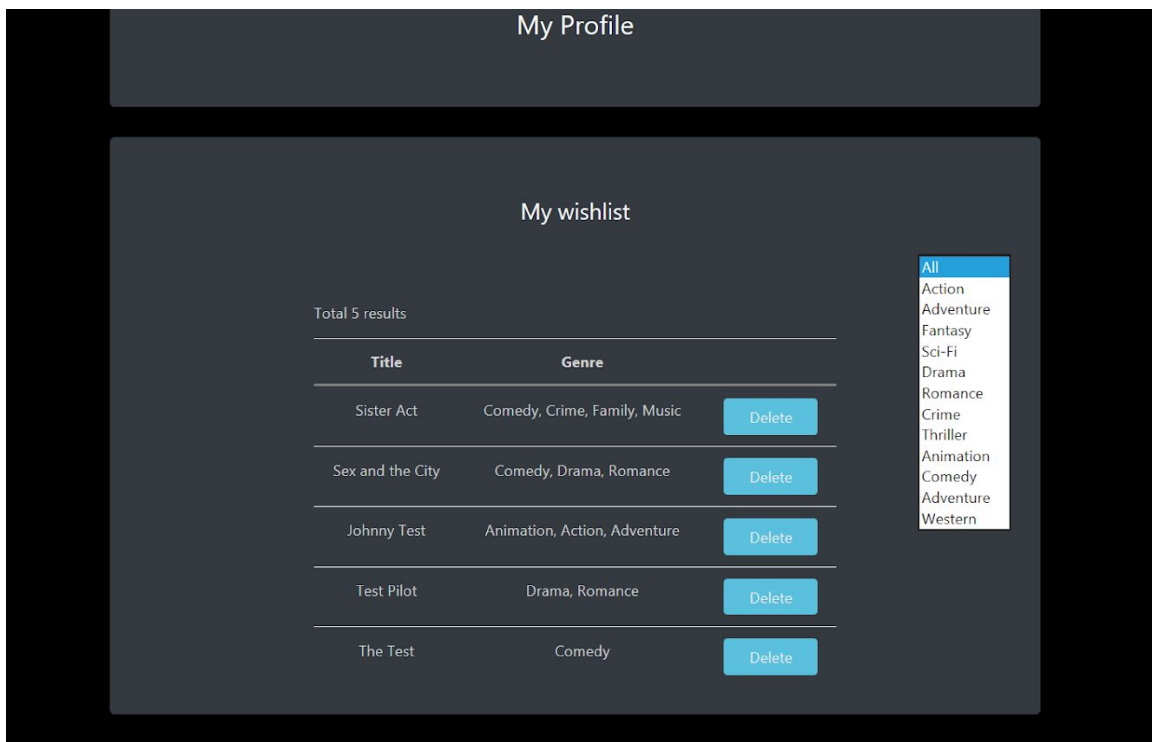 My Profile
My wishlist
Total 5 results
Title Genre
Sister Act Comedy, Crime, Family, Music Delete
Sex and the City Comedy, Drama, Romance Delete
Johnny Test Animation, Action, Adventure Delete
Test Pilot Drama, Romance Delete
The Test Comedy Delete
All
Action
Adventure
Fantasy
Sci-Fi
Drama
Romance
Crime
Thriller
Animation
Comedy
Adventure
Western